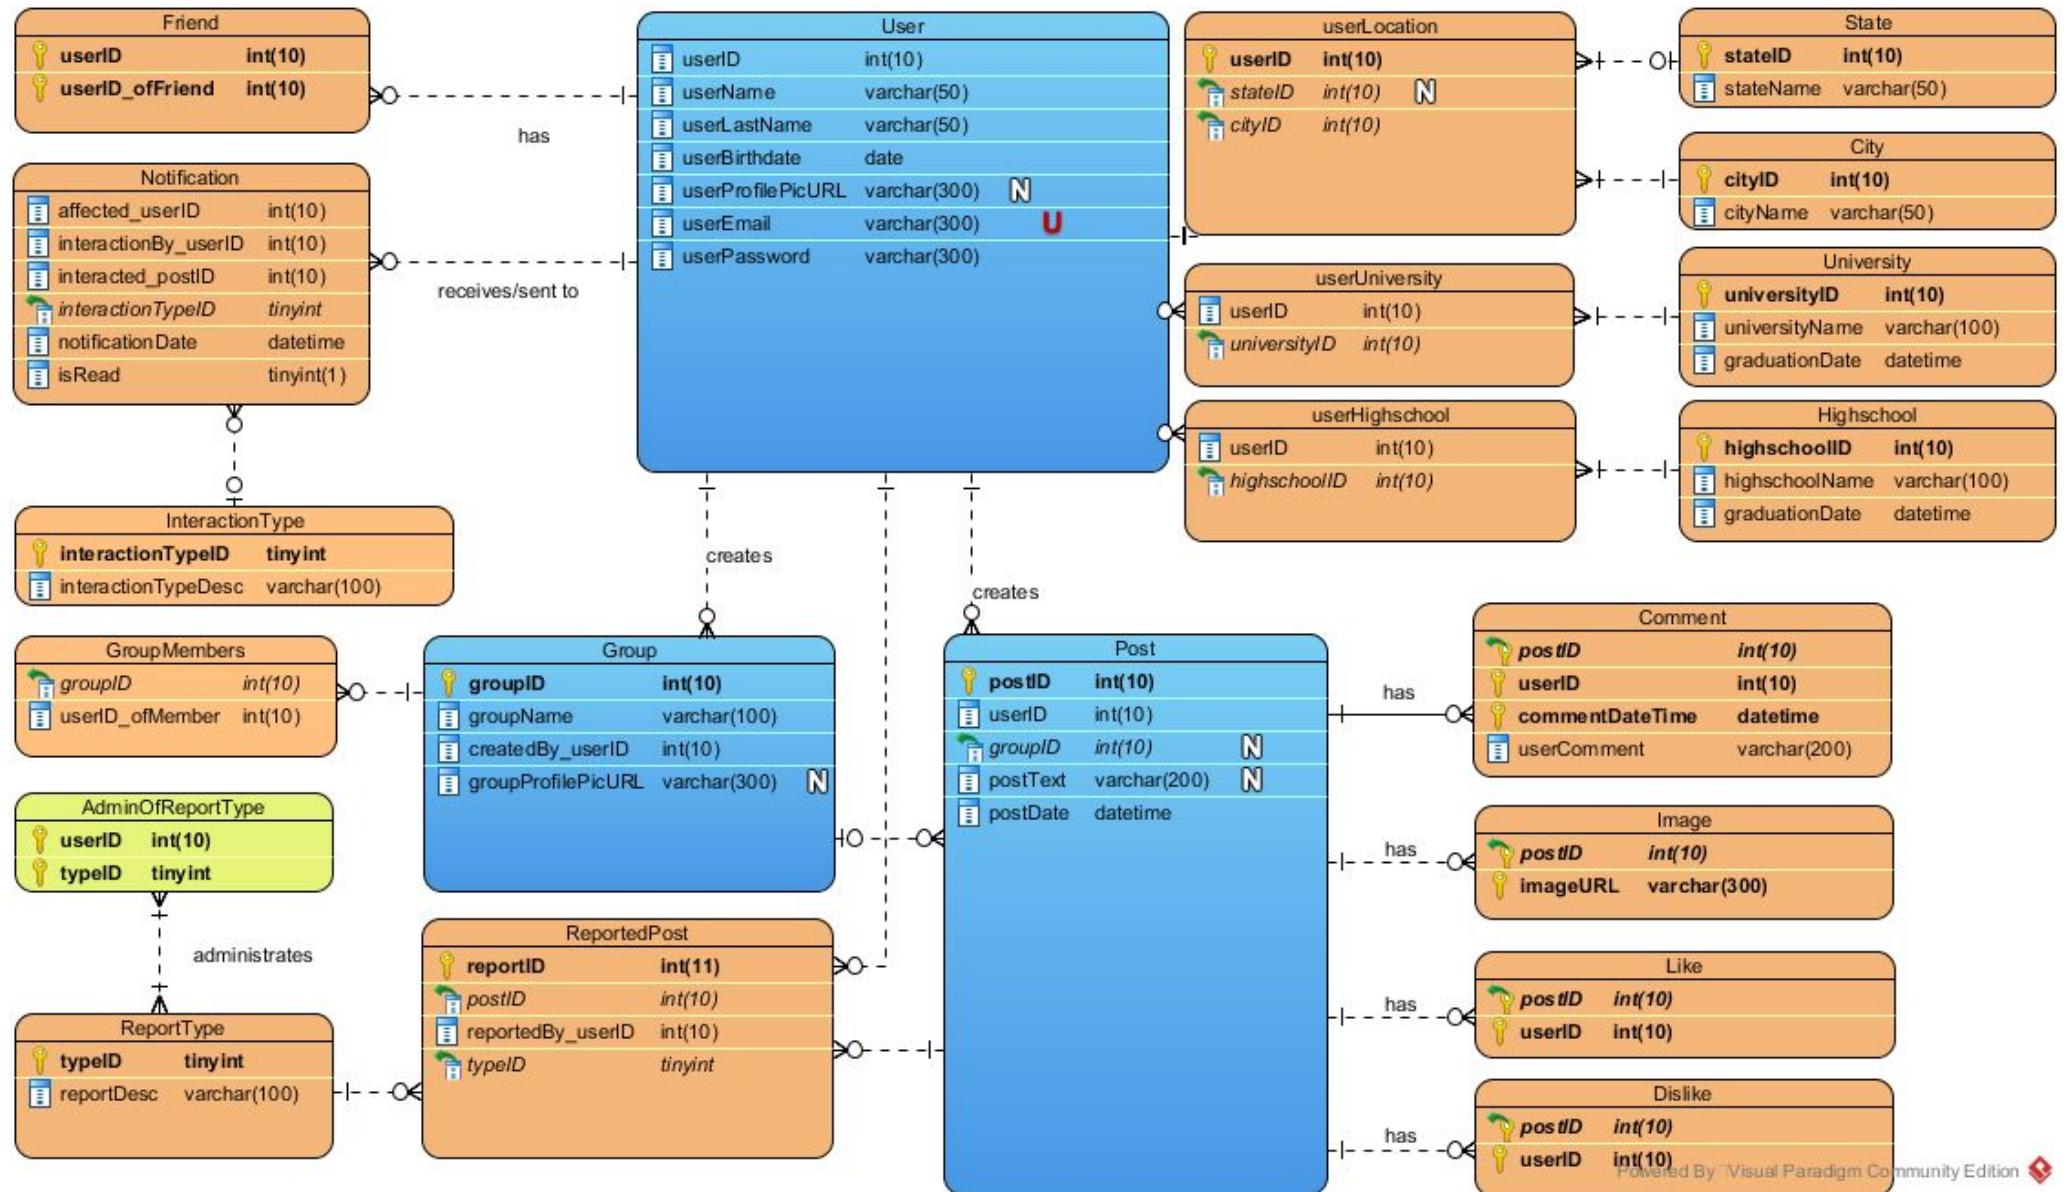 Friend
userID int(10)
userID_ofFriend int(10)
has
Notification
affected_userID int(10)
interactionBy_userID int(10)
interacted_postID int(10)
interactionTypeID tinyint
notificationDate datetime
isRead tinyint(1)
receives/sent to
InteractionType
interactionTypeID tinyint
interactionTypeDesc varchar(100)
User
userID int(10)
userName varchar(50)
userLastName varchar(50)
userBirthdate date
userProfilePicURL varchar(300) N
userEmail varchar(300) U
userPassword varchar(300)
userLocation
userID int(10)
stateID int(10) N
cityID int(10)
State
stateID int(10)
stateName varchar(50)
City
cityID int(10)
cityName varchar(50)
userUniversity
userID int(10)
universityID int(10)
University
universityID int(10)
universityName varchar(100)
graduationDate datetime
userHighschool
userID int(10)
highschoolID int(10)
Highschool
highschoolID int(10)
highschoolName varchar(100)
graduationDate datetime
creates
creates
GroupMembers
groupID int(10)
userID_ofMember int(10)
Group
groupID int(10)
groupName varchar(100)
createdBy_userID int(10)
groupProfilePicURL varchar(300) N
AdminOfReportType
userID int(10)
typeID tinyint
administrates
ReportType
typeID tinyint
reportDesc varchar(100)
ReportedPost
reportID int(11)
postID int(10)
reportedBy_userID int(10)
typeID tinyint
Post
postID int(10)
userID int(10)
groupID int(10) N
postText varchar(200) N
postDate datetime
has
Comment
postID int(10)
userID int(10)
commentDateTime datetime
userComment varchar(200)
has
Image
postID int(10)
imageURL varchar(300)
has
Like
postID int(10)
userID int(10)
has
Dislike
postID int(10)
userID int(10)
Powered By Visual Paradigm Community Edition